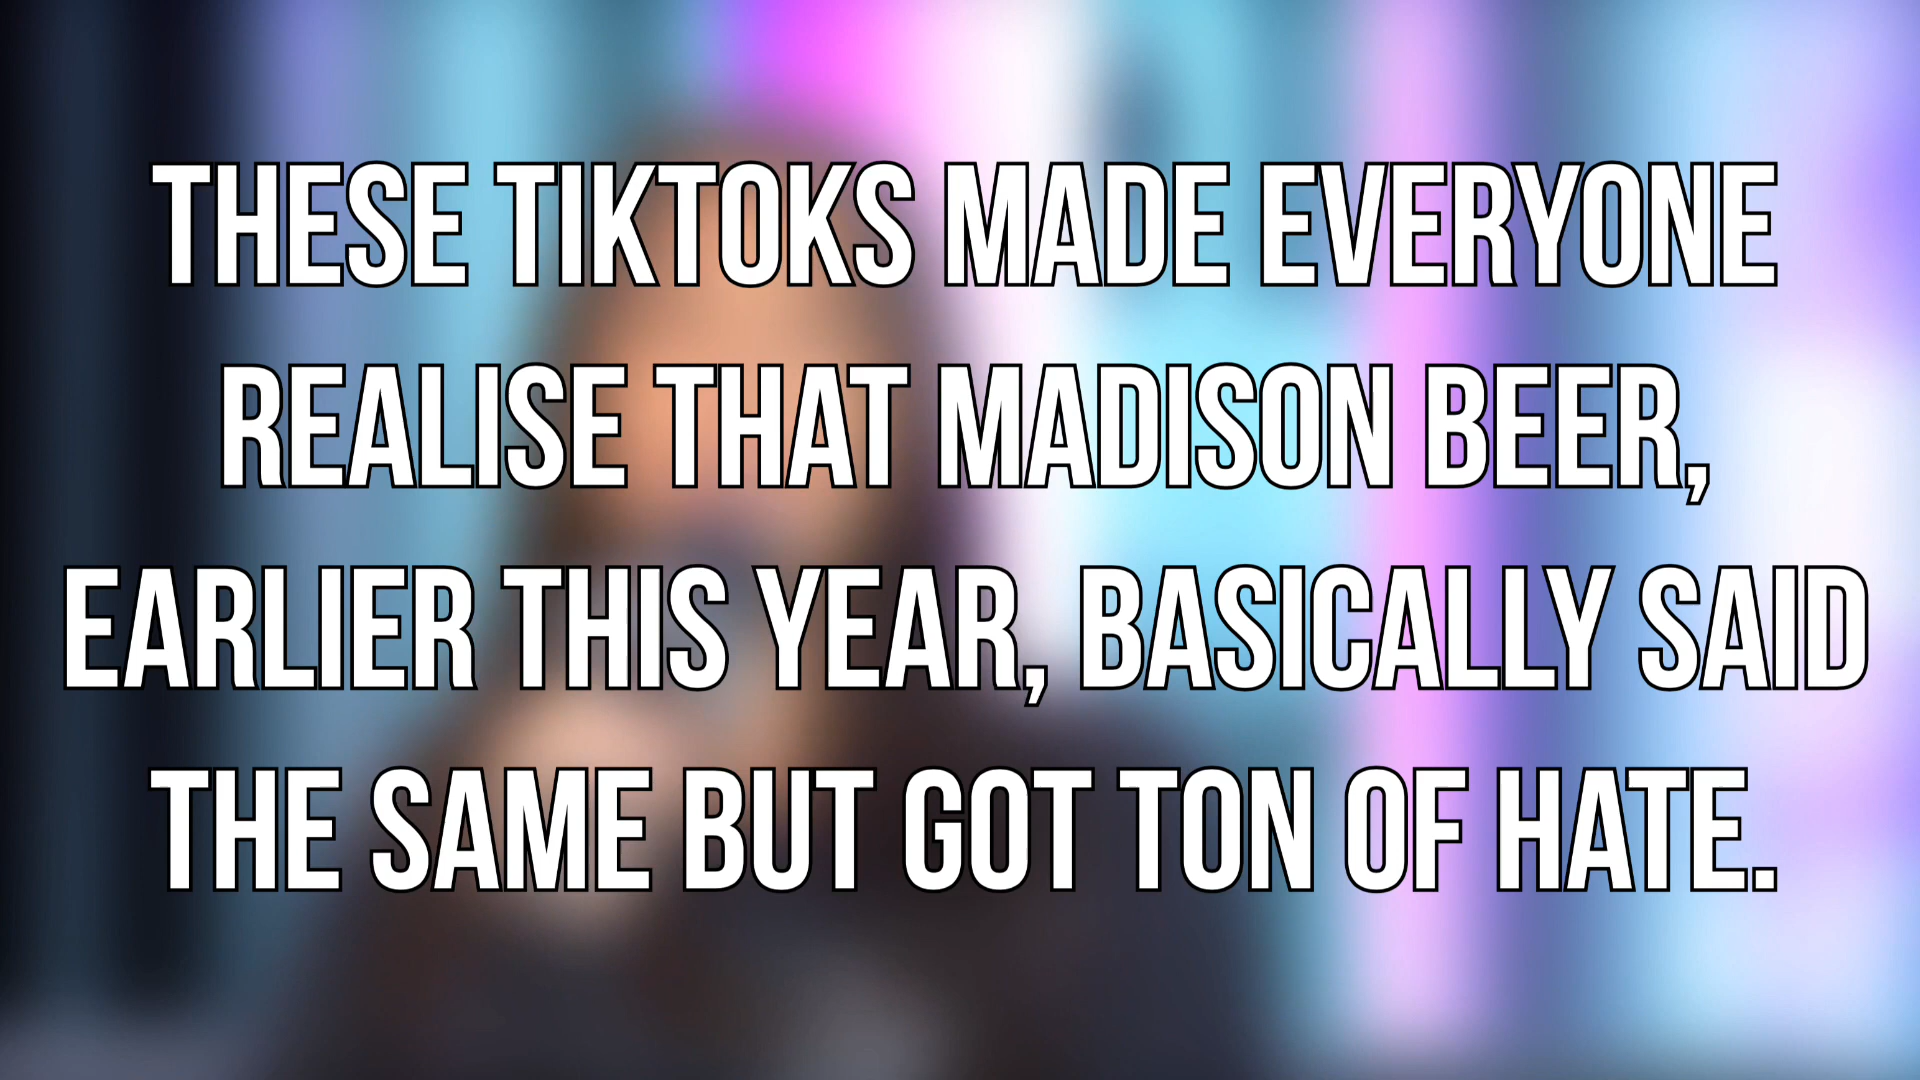 THESE TIKTOKS MADE EVERYONE
REALISE THAT MADISON BEER,
EARLIER THIS YEAR, BASICALLY SAID
THE SAME BUT GOT TON OF HATE.